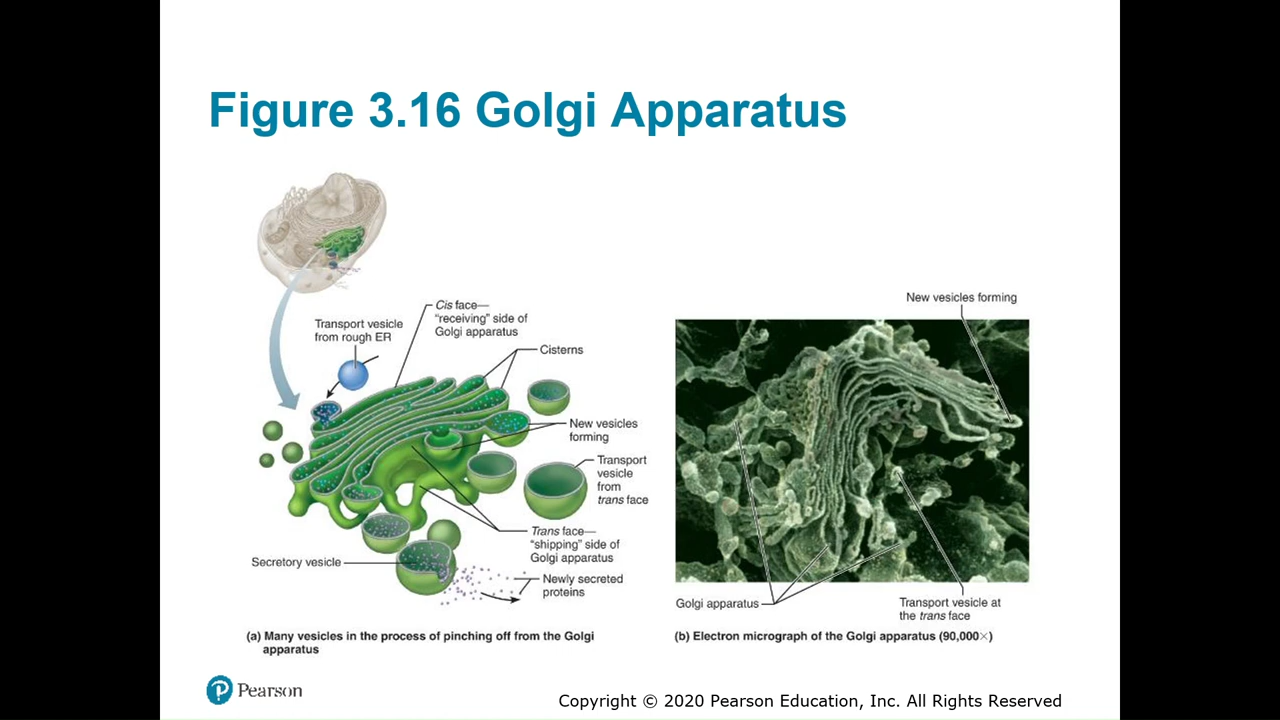 Figure 3.16 Golgi Apparatus
Cis face—
"receiving" side of
Golgi apparatus
Transport vesicle
from rough ER
Cisterns
New vesicles
forming
Transport
vesicle
from
trans face
Trans face—
"shipping" side of
Golgi apparatus
Secretory vesicle
Newly secreted
proteins
(a) Many vesicles in the process of pinching off from the Golgi
apparatus
New vesicles forming
Golgi apparatus
Transport vesicle at
the trans face
(b) Electron micrograph of the Golgi apparatus (90,000×)
Pearson
Copyright © 2020 Pearson Education, Inc. All Rights Reserved